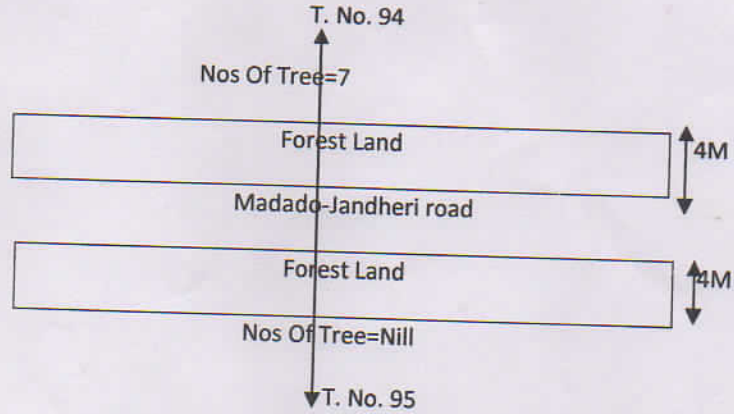 T. No. 94
Nos Of Tree=7
Forest Land
4M
Madado-Jandheri road
Forest Land
4M
Nos Of Tree=Nill
T. No. 95